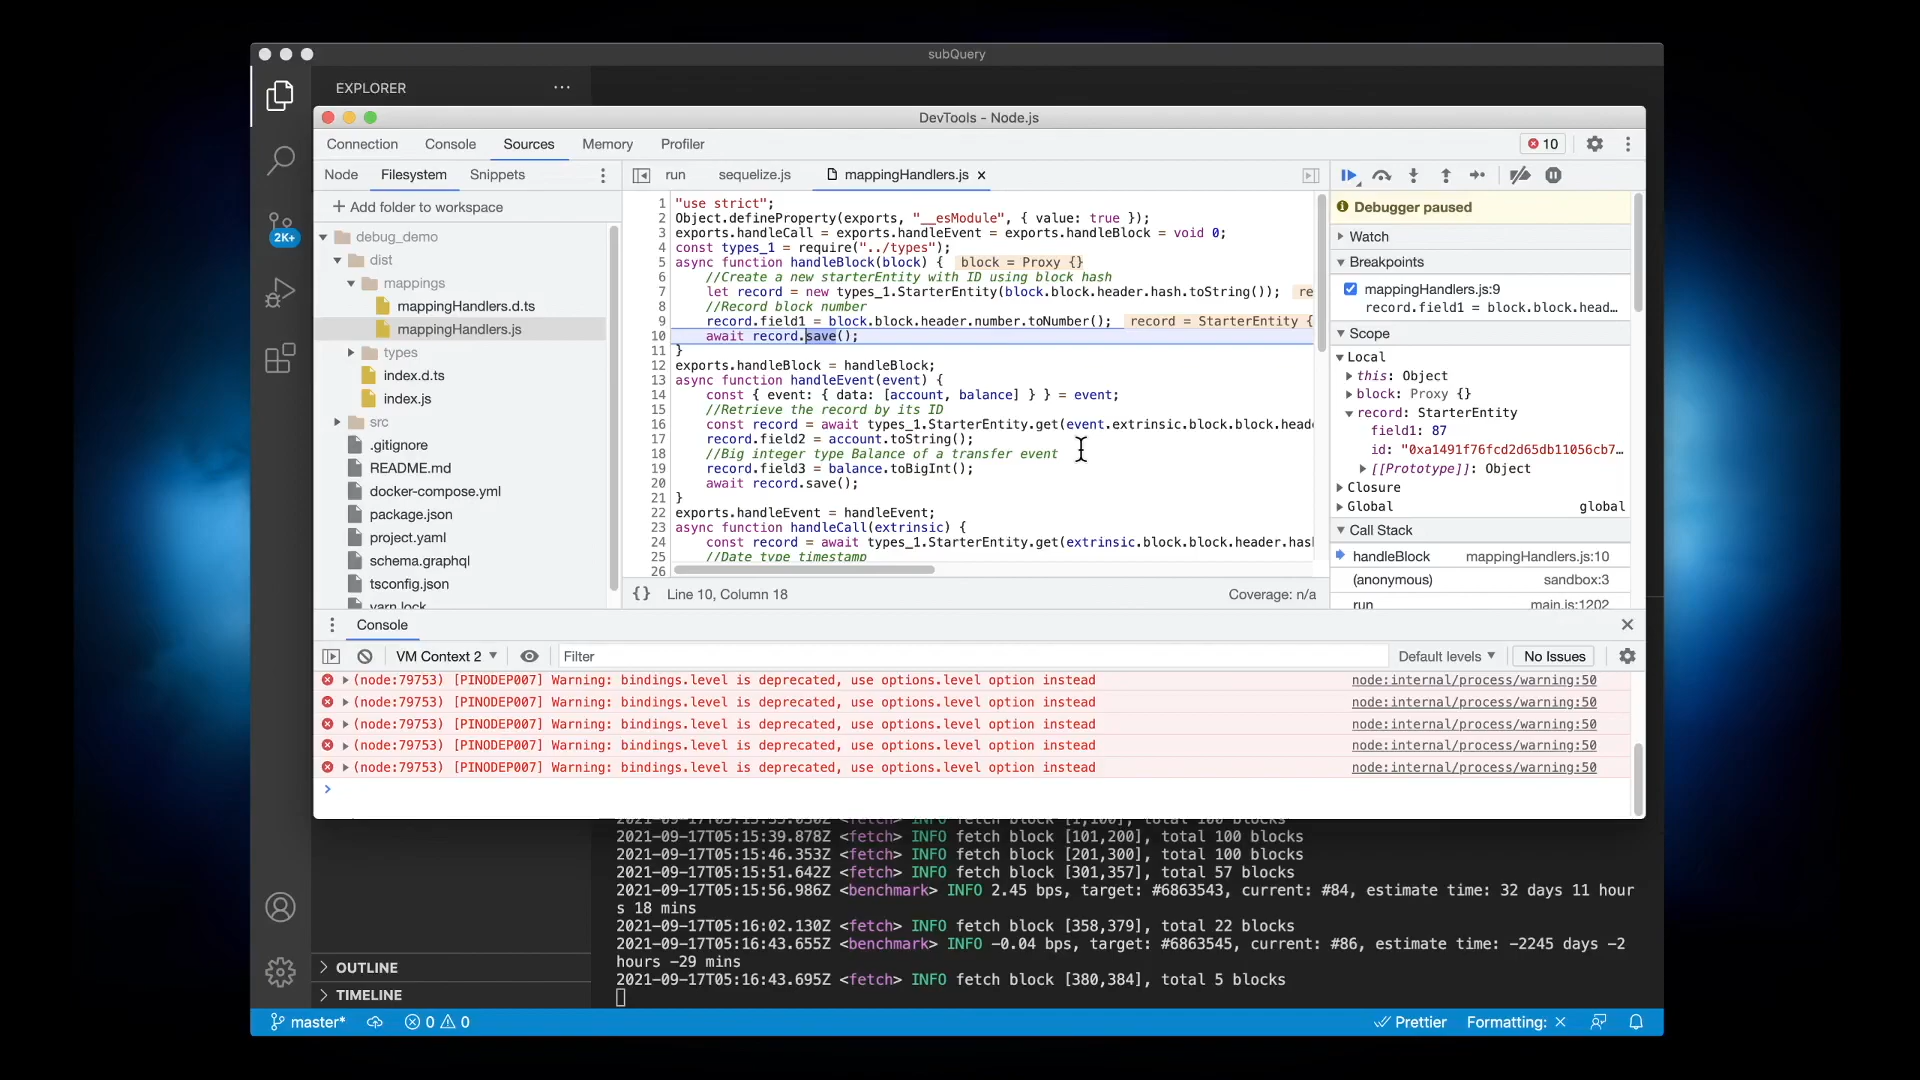 subQuery
EXPLORER ···
DevTools - Node.js
Connection Console Sources Memory Profiler 10
Node Filesystem Snippets
run sequelize.js mappingHandlers.js ×
+ Add folder to workspace
debug_demo
dist
mappings
mappingHandlers.d.ts
mappingHandlers.js
types
index.d.ts
index.js
src
.gitignore
README.md
docker-compose.yml
package.json
project.yaml
schema.graphql
tsconfig.json
yarn.lock
2K+
1 "use strict";
2 Object.defineProperty(exports, "__esModule", { value: true });
3 exports.handleCall = exports.handleEvent = exports.handleBlock = void 0;
4 const types_1 = require("../types");
5 async function handleBlock(block) { block = Proxy {}
6 //Create a new starterEntity with ID using block hash
7 let record = new types_1.StarterEntity(block.block.header.hash.toString()); re
8 //Record block number
9 record.field1 = block.block.header.number.toNumber(); record = StarterEntity {
10 await record.save();
11 }
12 exports.handleBlock = handleBlock;
13 async function handleEvent(event) {
14 const { event: { data: [account, balance] } } = event;
15 //Retrieve the record by its ID
16 const record = await types_1.StarterEntity.get(event.extrinsic.block.block.heade
17 record.field2 = account.toString();
18 //Big integer type Balance of a transfer event
19 record.field3 = balance.toBigInt();
20 await record.save();
21 }
22 exports.handleEvent = handleEvent;
23 async function handleCall(extrinsic) {
24 const record = await types_1.StarterEntity.get(extrinsic.block.block.header.hash
25 //Date type timestamp
26
{} Line 10, Column 18 Coverage: n/a
Debugger paused
Watch
Breakpoints
mappingHandlers.js:9
record.field1 = block.block.head…
Scope
Local
this: Object
block: Proxy {}
record: StarterEntity
field1: 87
id: "0xa1491f76fcd2d65db11056cb7…
[[Prototype]]: Object
Closure
Global global
Call Stack
handleBlock mappingHandlers.js:10
(anonymous) sandbox:3
run main.js:1202
Console
VM Context 2 Filter Default levels No Issues
(node:79753) [PINODEP007] Warning: bindings.level is deprecated, use options.level option instead node:internal/process/warning:50
(node:79753) [PINODEP007] Warning: bindings.level is deprecated, use options.level option instead node:internal/process/warning:50
(node:79753) [PINODEP007] Warning: bindings.level is deprecated, use options.level option instead node:internal/process/warning:50
(node:79753) [PINODEP007] Warning: bindings.level is deprecated, use options.level option instead node:internal/process/warning:50
(node:79753) [PINODEP007] Warning: bindings.level is deprecated, use options.level option instead node:internal/process/warning:50
>
<fetch> INFO fetch block [1,100], total 100 blocks
2021-09-17T05:15:39.878Z <fetch> INFO fetch block [101,200], total 100 blocks
2021-09-17T05:15:46.353Z <fetch> INFO fetch block [201,300], total 100 blocks
2021-09-17T05:15:51.642Z <fetch> INFO fetch block [301,357], total 57 blocks
2021-09-17T05:15:56.986Z <benchmark> INFO 2.45 bps, target: #6863543, current: #84, estimate time: 32 days 11 hour
s 18 mins
2021-09-17T05:16:02.130Z <fetch> INFO fetch block [358,379], total 22 blocks
2021-09-17T05:16:43.655Z <benchmark> INFO -0.04 bps, target: #6863545, current: #86, estimate time: -2245 days -2
hours -29 mins
2021-09-17T05:16:43.695Z <fetch> INFO fetch block [380,384], total 5 blocks
OUTLINE
TIMELINE
master* 0 0 Prettier Formatting: ×